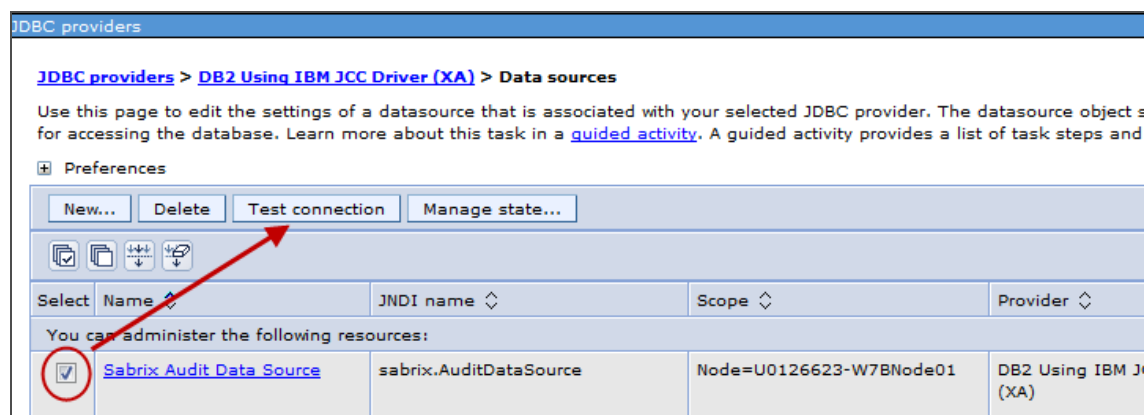 JDBC providers
JDBC providers > DB2 Using IBM JCC Driver (XA) > Data sources
Use this page to edit the settings of a datasource that is associated with your selected JDBC provider. The datasource object s
for accessing the database. Learn more about this task in a guided activity. A guided activity provides a list of task steps and
Preferences
New... Delete Test connection Manage state...
Select Name JNDI name Scope Provider
You can administer the following resources:
Sabrix Audit Data Source sabrix.AuditDataSource Node=U0126623-W7BNode01 DB2 Using IBM J
(XA)